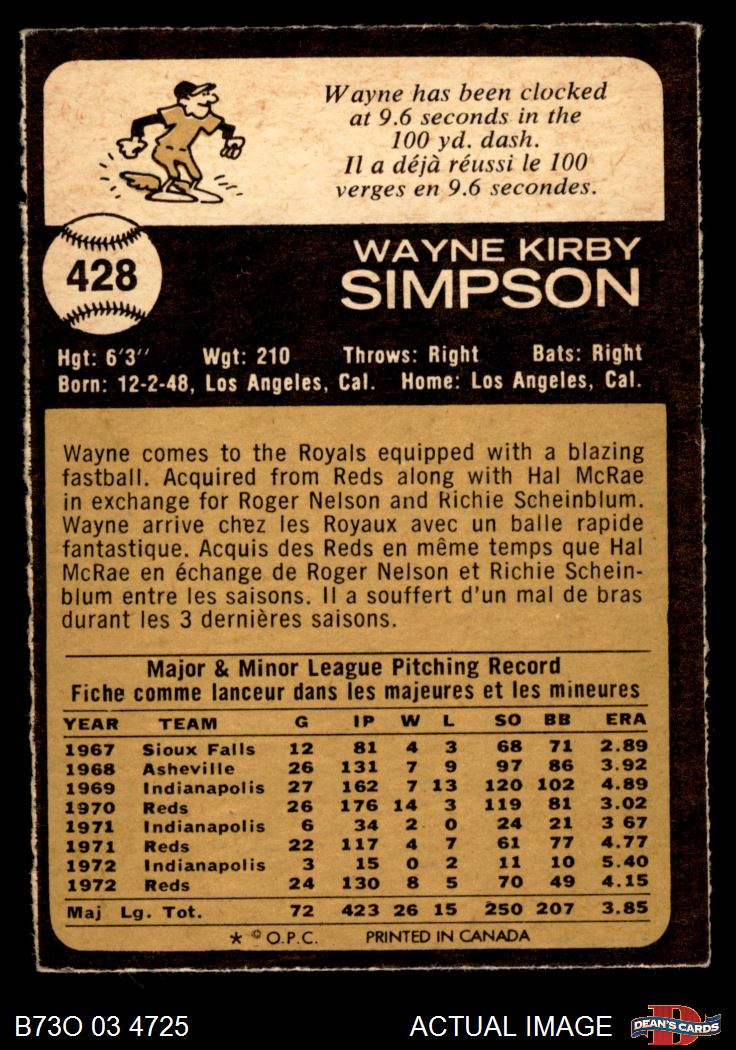 Wayne has been clocked
at 9.6 seconds in the
100 yd. dash.
Il a déjà réussi le 100
verges en 9.6 secondes.
428
WAYNE KIRBY
SIMPSON
Hgt: 6'3'' Wgt: 210 Throws: Right Bats: Right
Born: 12-2-48, Los Angeles, Cal. Home: Los Angeles, Cal.
Wayne comes to the Royals equipped with a blazing
fastball. Acquired from Reds along with Hal McRae
in exchange for Roger Nelson and Richie Scheinblum.
Wayne arrive chez les Royaux avec un balle rapide
fantastique. Acquis des Reds en même temps que Hal
McRae en échange de Roger Nelson et Richie Schein-
blum entre les saisons. Il a souffert d'un mal de bras
durant les 3 dernières saisons.
Major & Minor League Pitching Record
Fiche comme lanceur dans les majeures et les mineures
YEAR TEAM G IP W L SO BB ERA
1967 Sioux Falls 12 81 4 3 68 71 2.89
1968 Asheville 26 131 7 9 97 86 3.92
1969 Indianapolis 27 162 7 13 120 102 4.89
1970 Reds 26 176 14 3 119 81 3.02
1971 Indianapolis 6 34 2 0 24 21 3 67
1971 Reds 22 117 4 7 61 77 4.77
1972 Indianapolis 3 15 0 2 11 10 5.40
1972 Reds 24 130 8 5 70 49 4.15
Maj Lg. Tot. 72 423 26 15 250 207 3.85
* © O.P.C. PRINTED IN CANADA
B73O 03 4725 ACTUAL IMAGE D DEAN'S CARDS